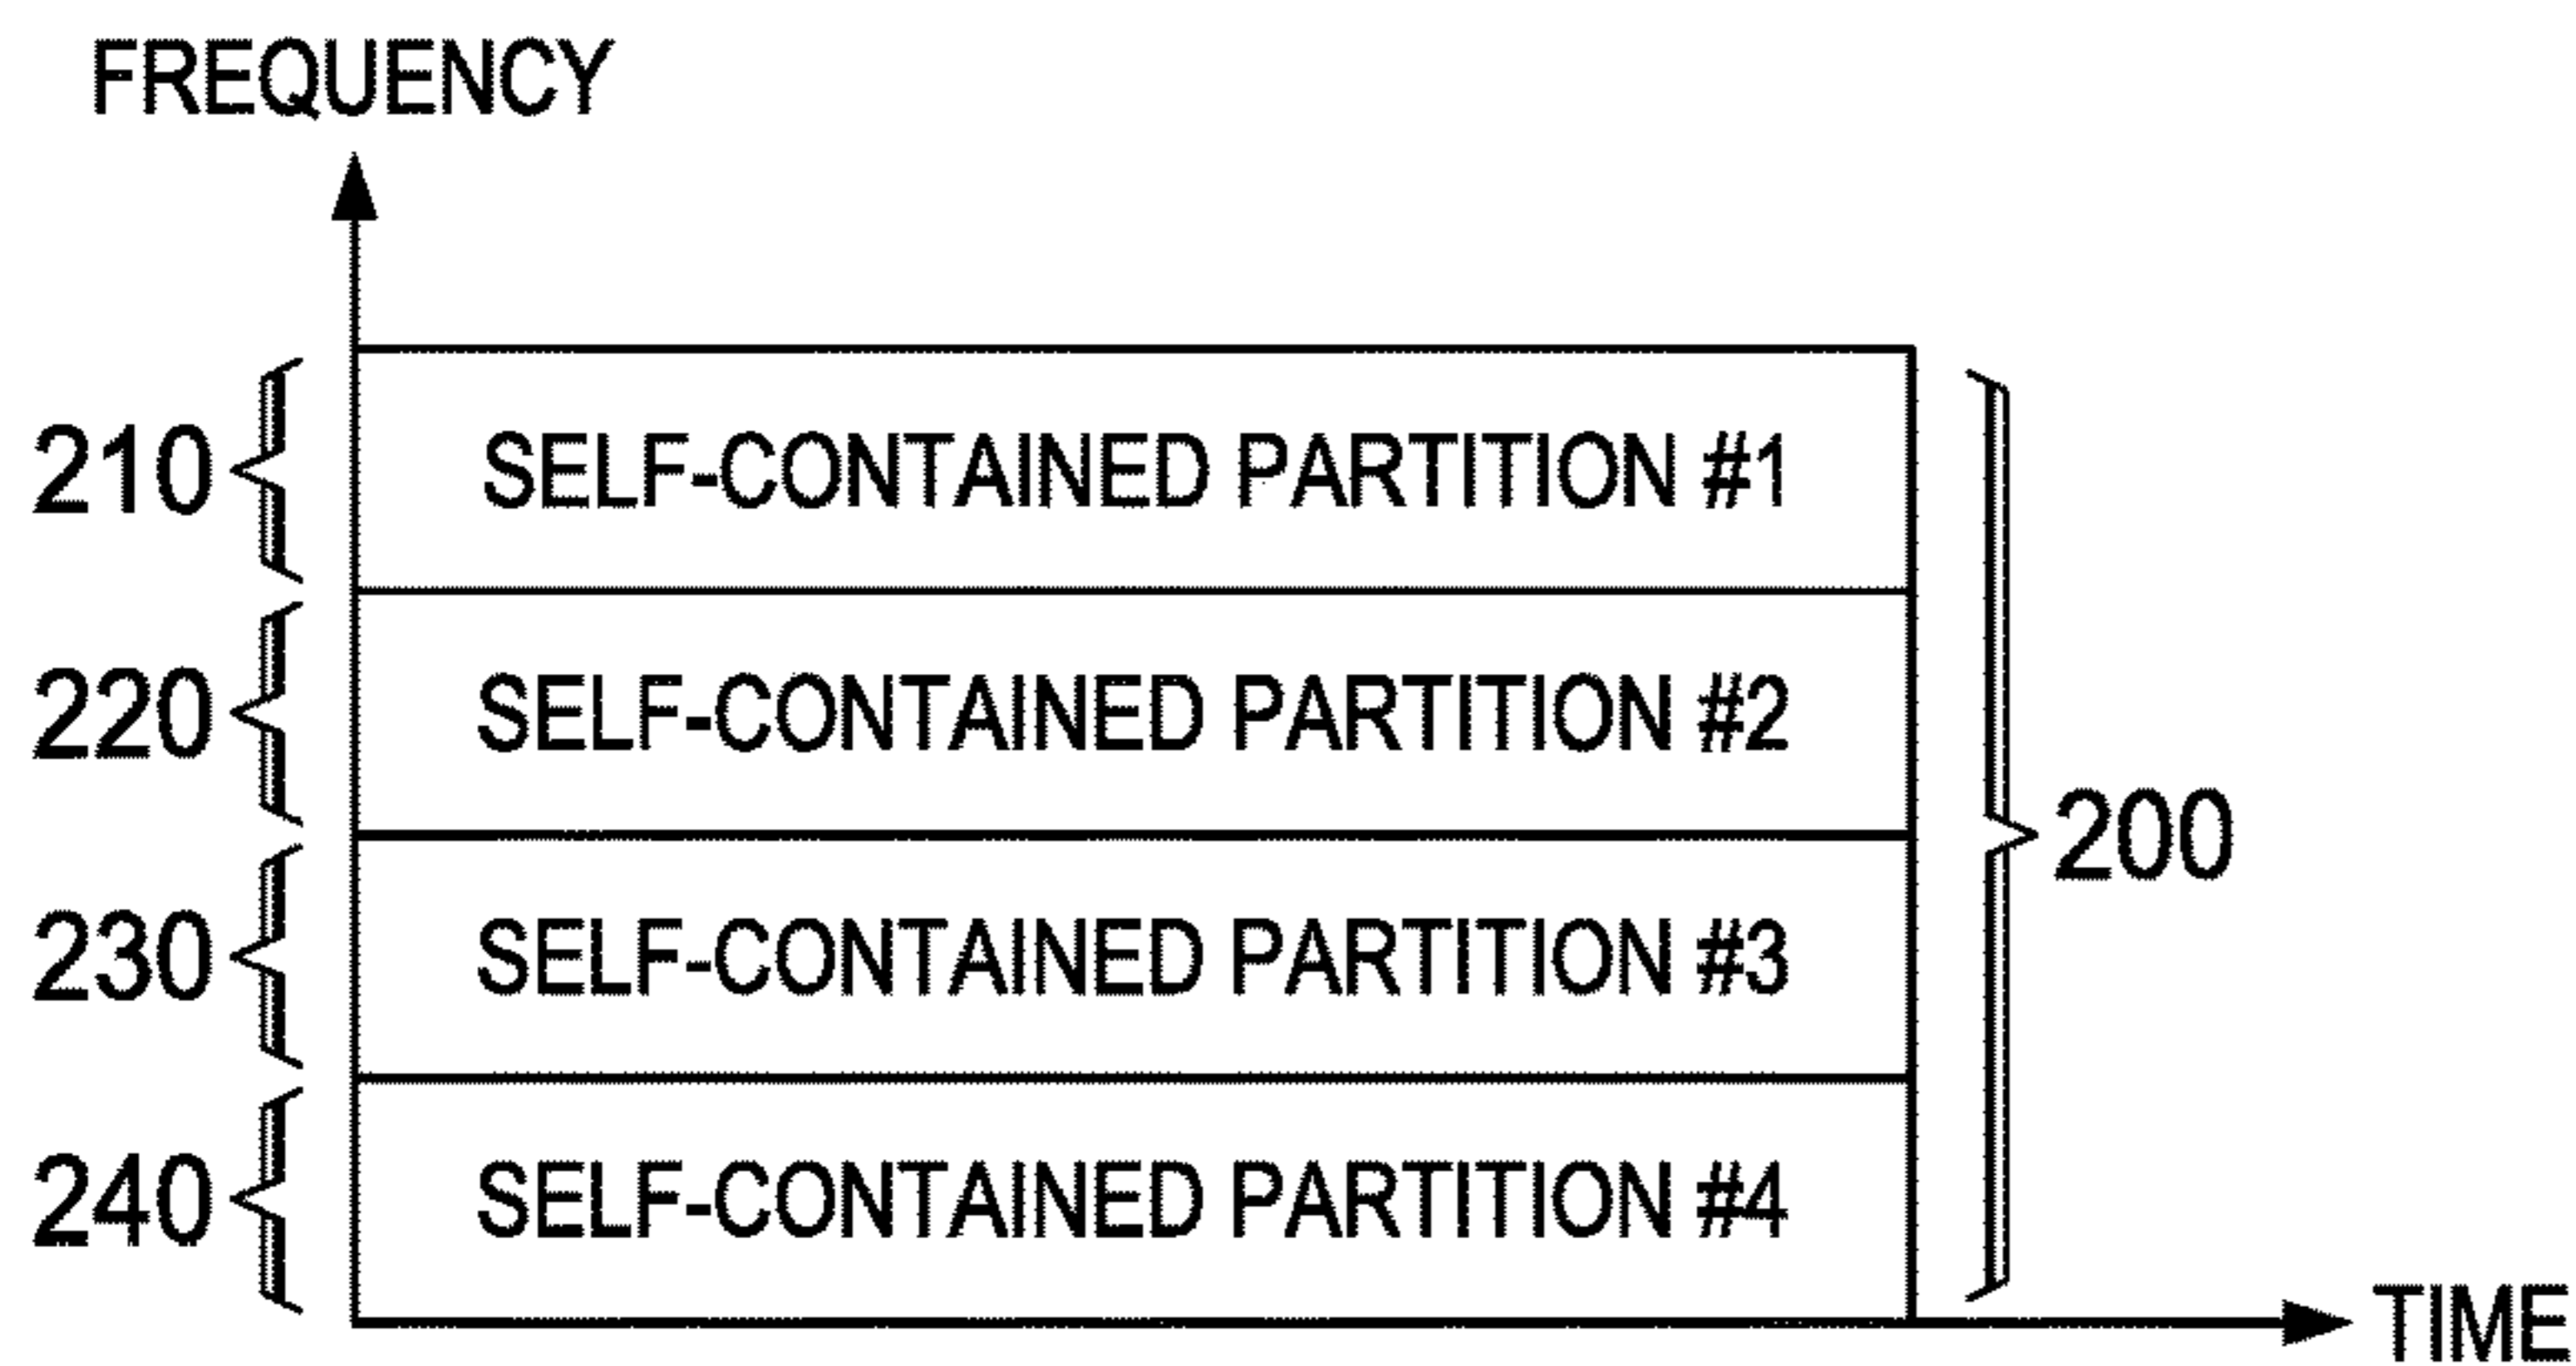 FREQUENCY
210
SELF-CONTAINED PARTITION #1
220
SELF-CONTAINED PARTITION #2
200
230
SELF-CONTAINED PARTITION #3
240
SELF-CONTAINED PARTITION #4
TIME